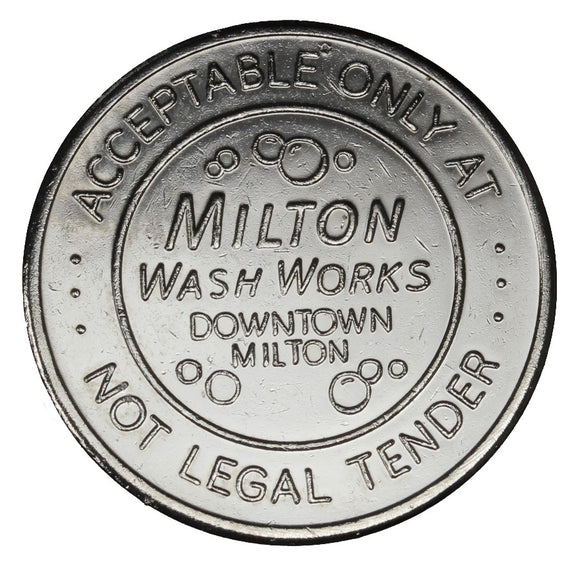 ACCEPTABLE ONLY AT
MILTON
WASH WORKS
DOWNTOWN
MILTON
NOT LEGAL TENDER